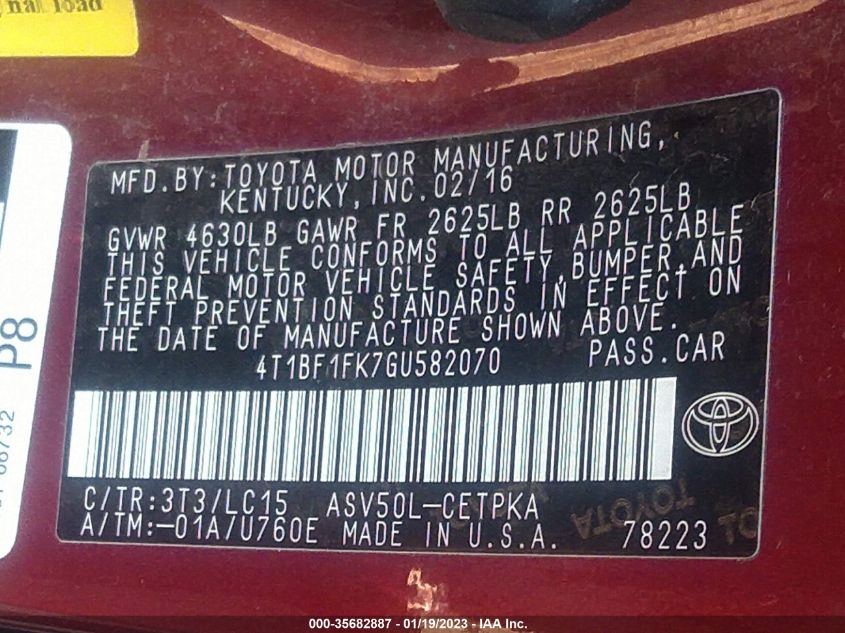 load
MFD.BY:TOYOTA MOTOR MANUFACTURING,
KENTUCKY,INC.02/16
GVWR 4630LB GAWR FR 2625LB RR 2625LB
THIS VEHICLE CONFORMS TO ALL APPLICABLE
FEDERAL MOTOR VEHICLE SAFETY,BUMPER,AND
THEFT PREVENTION STANDARDS IN EFFECT ON
THE DATE OF MANUFACTURE SHOWN ABOVE.
4T1BF1FK7GU582070 PASS.CAR
C/TR:3T3/LC15 ASV50L-CETPKA
A/TM:-01A/U760E MADE IN U.S.A. 78223
P8
TOYOTA
000-35682887 - 01/19/2023 - IAA Inc.